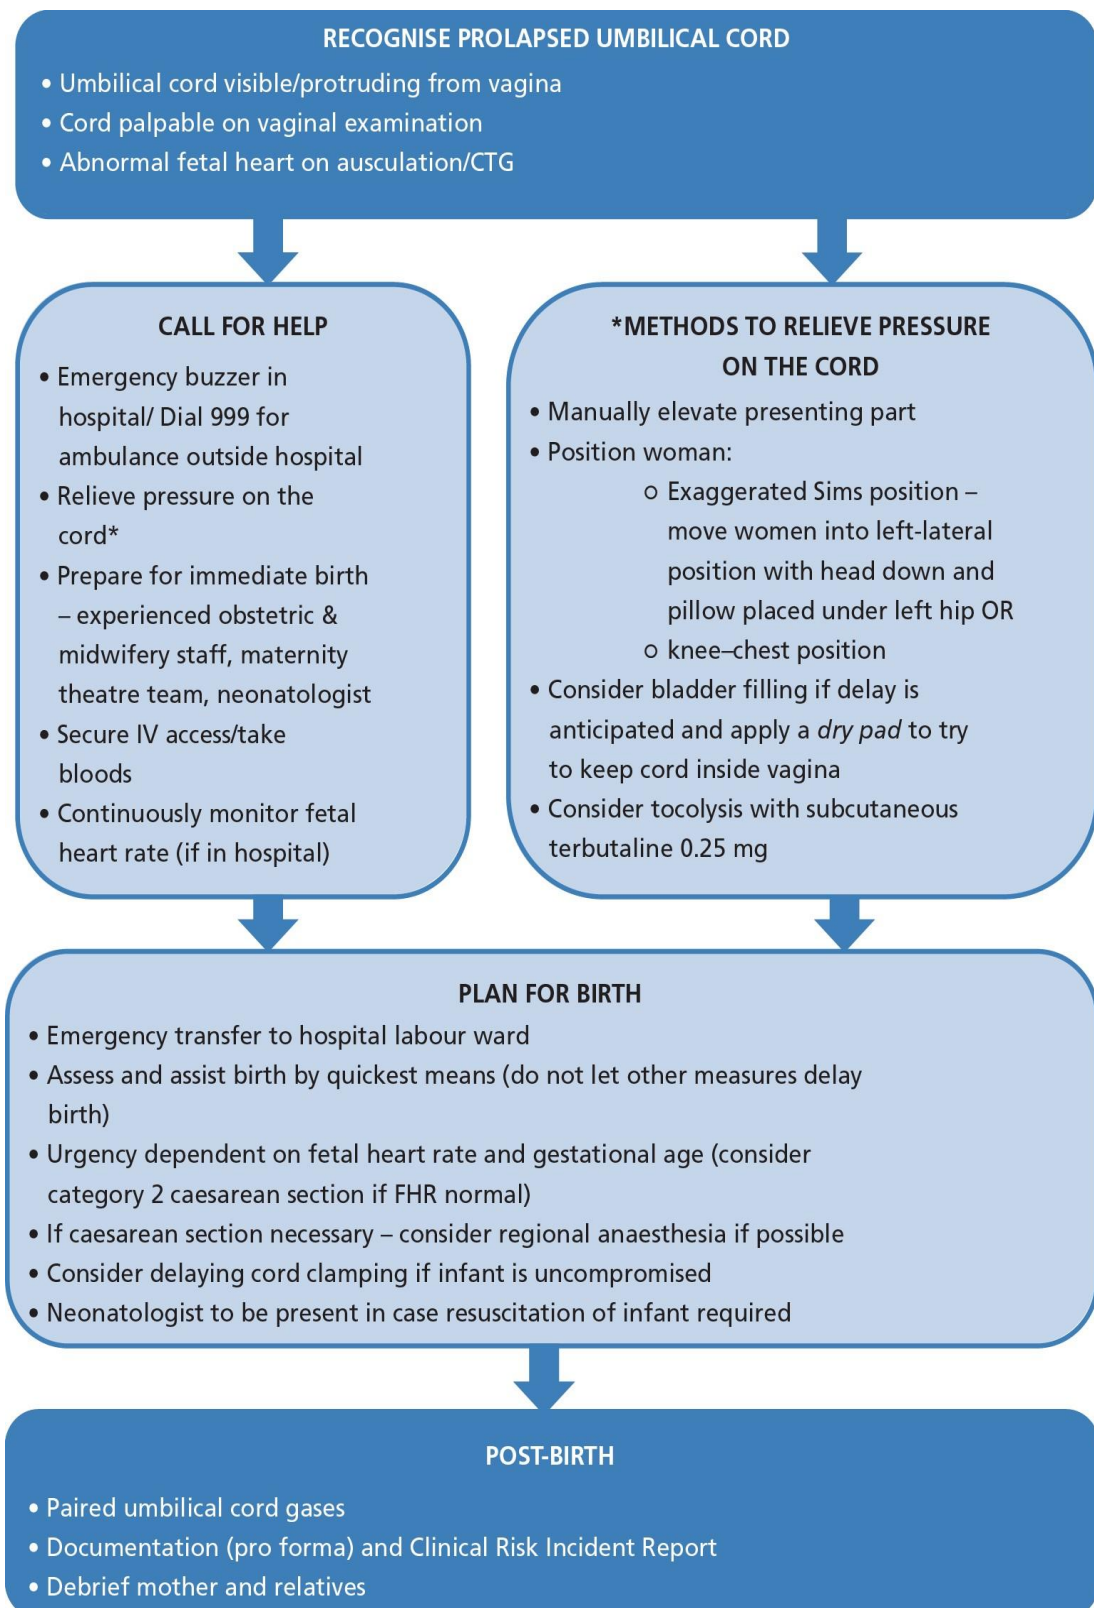 RECOGNISE PROLAPSED UMBILICAL CORD
• Umbilical cord visible/protruding from vagina
• Cord palpable on vaginal examination
• Abnormal fetal heart on ausculation/CTG
CALL FOR HELP
• Emergency buzzer in
hospital/ Dial 999 for
ambulance outside hospital
• Relieve pressure on the
cord*
• Prepare for immediate birth
– experienced obstetric &
midwifery staff, maternity
theatre team, neonatologist
• Secure IV access/take
bloods
• Continuously monitor fetal
heart rate (if in hospital)
*METHODS TO RELIEVE PRESSURE
ON THE CORD
• Manually elevate presenting part
• Position woman:
o Exaggerated Sims position –
move women into left-lateral
position with head down and
pillow placed under left hip OR
o knee–chest position
• Consider bladder filling if delay is
anticipated and apply a dry pad to try
to keep cord inside vagina
• Consider tocolysis with subcutaneous
terbutaline 0.25 mg
PLAN FOR BIRTH
• Emergency transfer to hospital labour ward
• Assess and assist birth by quickest means (do not let other measures delay
birth)
• Urgency dependent on fetal heart rate and gestational age (consider
category 2 caesarean section if FHR normal)
• If caesarean section necessary – consider regional anaesthesia if possible
• Consider delaying cord clamping if infant is uncompromised
• Neonatologist to be present in case resuscitation of infant required
POST-BIRTH
• Paired umbilical cord gases
• Documentation (pro forma) and Clinical Risk Incident Report
• Debrief mother and relatives